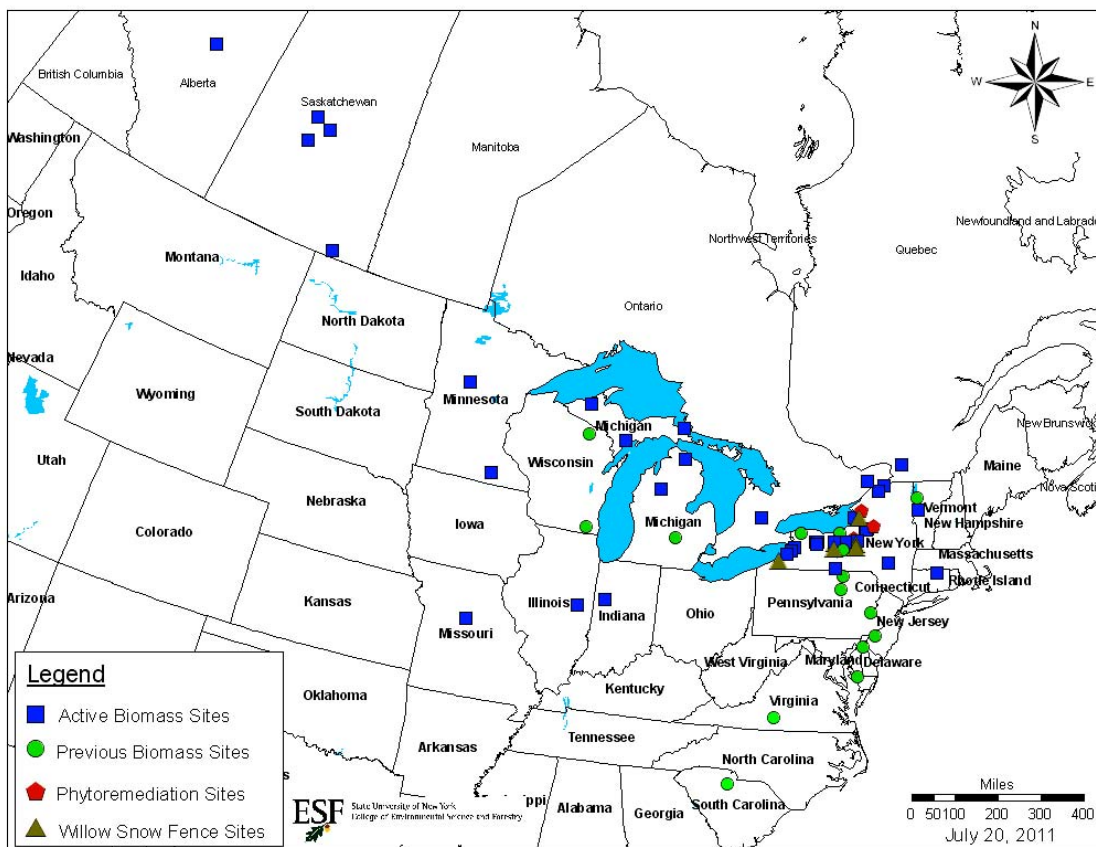 N
W
E
S
British Columbia
Alberta
Saskatchewan
Manitoba
Washington
Oregon
Idaho
Montana
Northwest Territories
Newfoundland and Labrado
Quebec
Ontario
North Dakota
Nevada
Wyoming
South Dakota
Minnesota
Michigan
Wisconsin
New Brunswick
Maine
Nova Scoti
Utah
Nebraska
Iowa
Michigan
Vermont
New Hampshire
New York
Massachusetts
Colorado
Connecticut
Rhode Island
Arizona
Kansas
Illinois
Indiana
Ohio
Pennsylvania
New Jersey
Missouri
West Virginia
Maryland
Delaware
Kentucky
Virginia
Oklahoma
Tennessee
North Carolina
Arkansas
South Carolina
ppi
Alabama
Georgia
Legend
Active Biomass Sites
Previous Biomass Sites
Phytoremediation Sites
Willow Snow Fence Sites
ESF
State University of New York
College of Environmental Science and Forestry
Miles
0 50 100 200 300 400
July 20, 2011